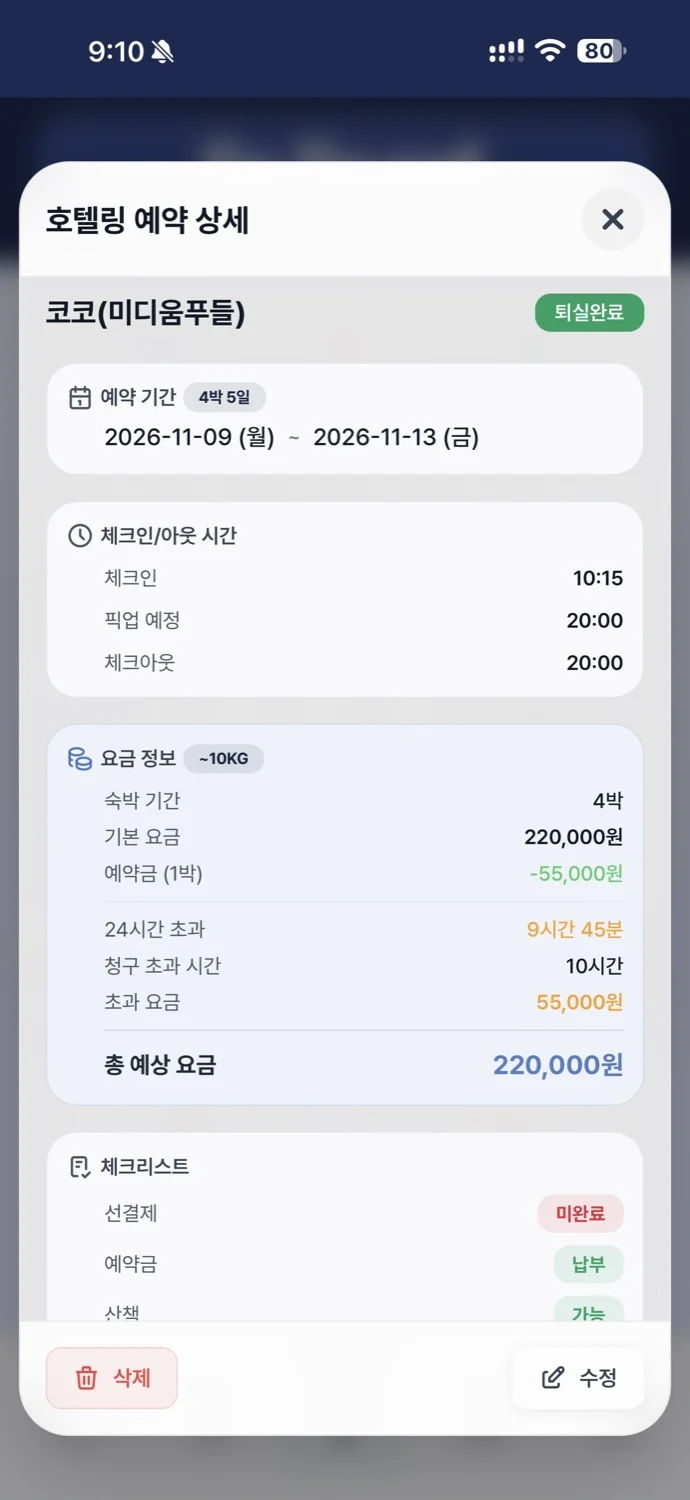 9:10
80
호텔링 예약 상세
코코(미디움푸들) 퇴실완료
예약 기간 4박 5일
2026-11-09 (월) ~ 2026-11-13 (금)
체크인/아웃 시간
체크인 10:15
픽업 예정 20:00
체크아웃 20:00
요금 정보 ~10KG
숙박 기간 4박
기본 요금 220,000원
예약금 (1박) -55,000원
24시간 초과 9시간 45분
청구 초과 시간 10시간
초과 요금 55,000원
총 예상 요금 220,000원
체크리스트
선결제 미완료
예약금 납부
산책 가능
삭제 수정